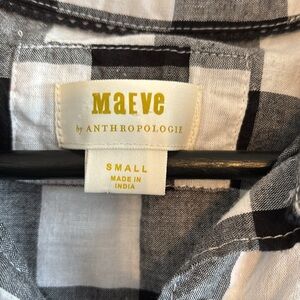 MAEVE
by ANTHROPOLOGIE
SMALL
MADE IN
INDIA